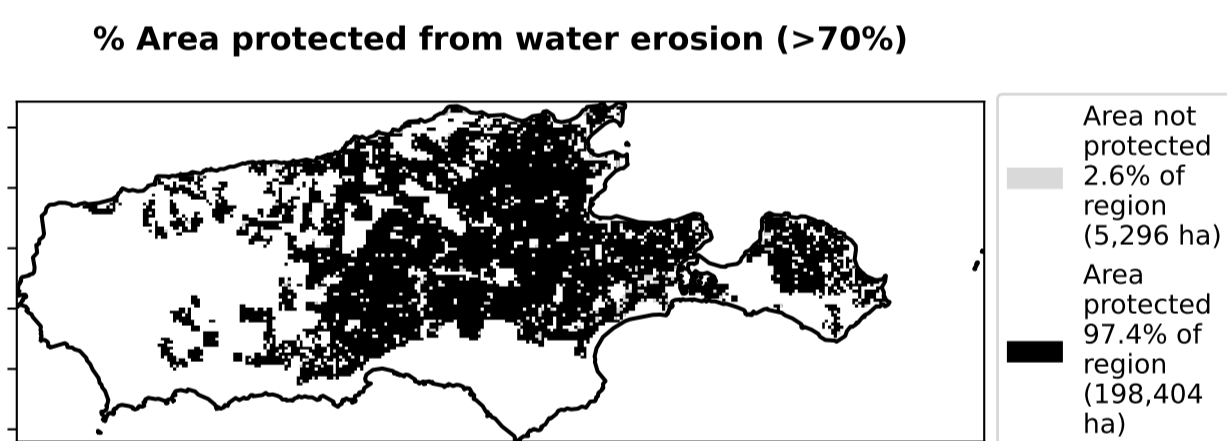 % Area protected from water erosion (>70%)
Area not
protected
2.6% of
region
(5,296 ha)
Area
protected
97.4% of
region
(198,404
ha)